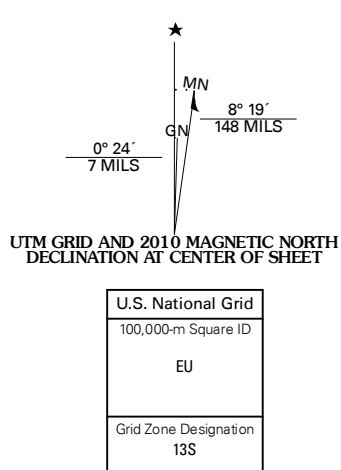 ★
MN
8° 19´
148 MILS
GN
0° 24´
7 MILS
UTM GRID AND 2010 MAGNETIC NORTH
DECLINATION AT CENTER OF SHEET
U.S. National Grid
100,000-m Square ID
EU
Grid Zone Designation
13S